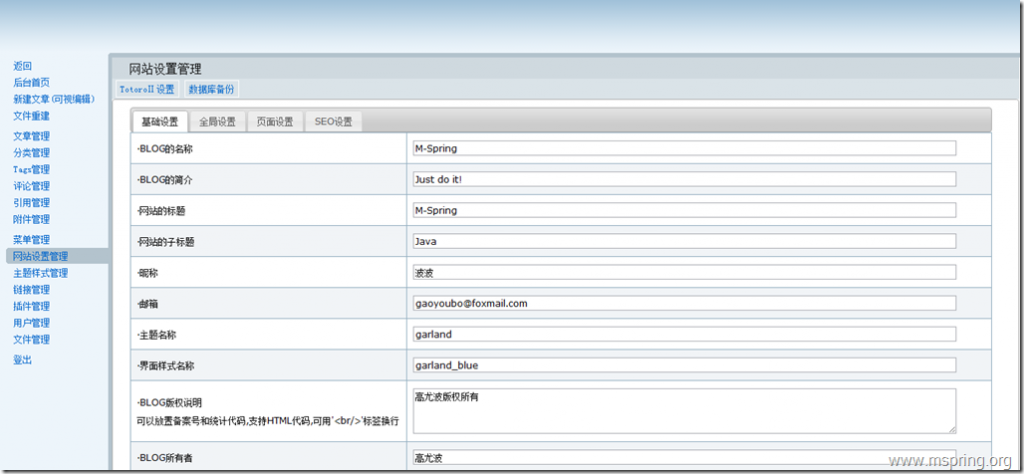 返回
后台首页
新建文章(可视编辑)
文件重建
文章管理
分类管理
Tags管理
评论管理
引用管理
附件管理
菜单管理
网站设置管理
主题样式管理
链接管理
插件管理
用户管理
文件管理
登出
网站设置管理
TotoroII 设置 数据库备份
基础设置 全局设置 页面设置 SEO设置
·BLOG的名称 M-Spring
·BLOG的简介 Just do it!
·网站的标题 M-Spring
·网站的子标题 Java
·昵称 波波
·邮箱 gaoyoubo@foxmail.com
·主题名称 garland
·界面样式名称 garland_blue
·BLOG版权说明
可以放置备案号和统计代码,支持HTML代码,可用'<br/>'标签换行
高尤波版权所有
·BLOG所有者 高尤波
www.mspring.org